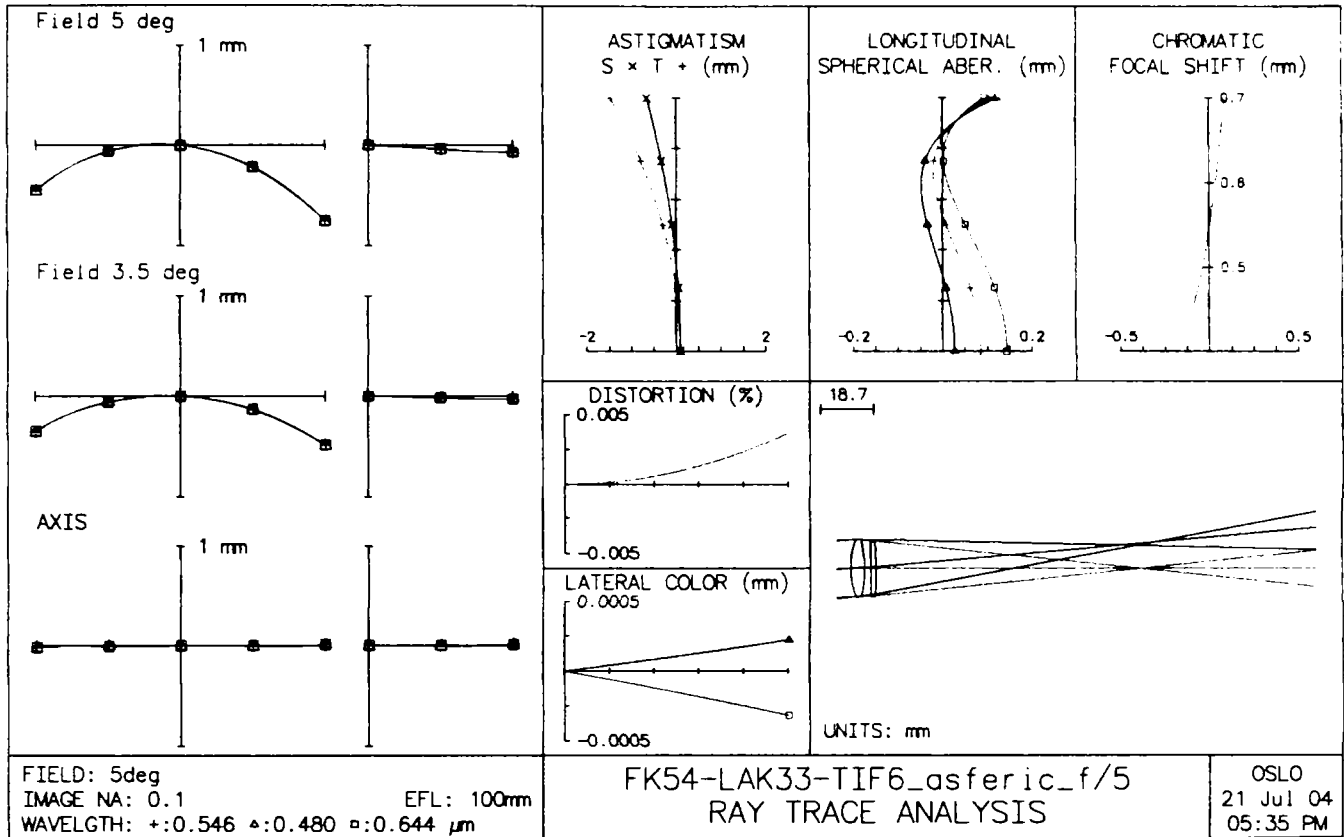 Field 5 deg
1 mm
Field 3.5 deg
1 mm
AXIS
1 mm
ASTIGMATISM
S × T + (mm)
-2
2
LONGITUDINAL
SPHERICAL ABER. (mm)
-0.2
0.2
CHROMATIC
FOCAL SHIFT (mm)
0.7
0.6
0.5
-0.5
0.5
DISTORTION (%)
0.005
-0.005
LATERAL COLOR (mm)
0.0005
-0.0005
18.7
UNITS: mm
FIELD: 5deg
IMAGE NA: 0.1 EFL: 100mm
WAVELGTH: +:0.546 ▵:0.480 ▫:0.644 µm
FK54-LAK33-TIF6_asferic_f/5
RAY TRACE ANALYSIS
OSLO
21 Jul 04
05:35 PM